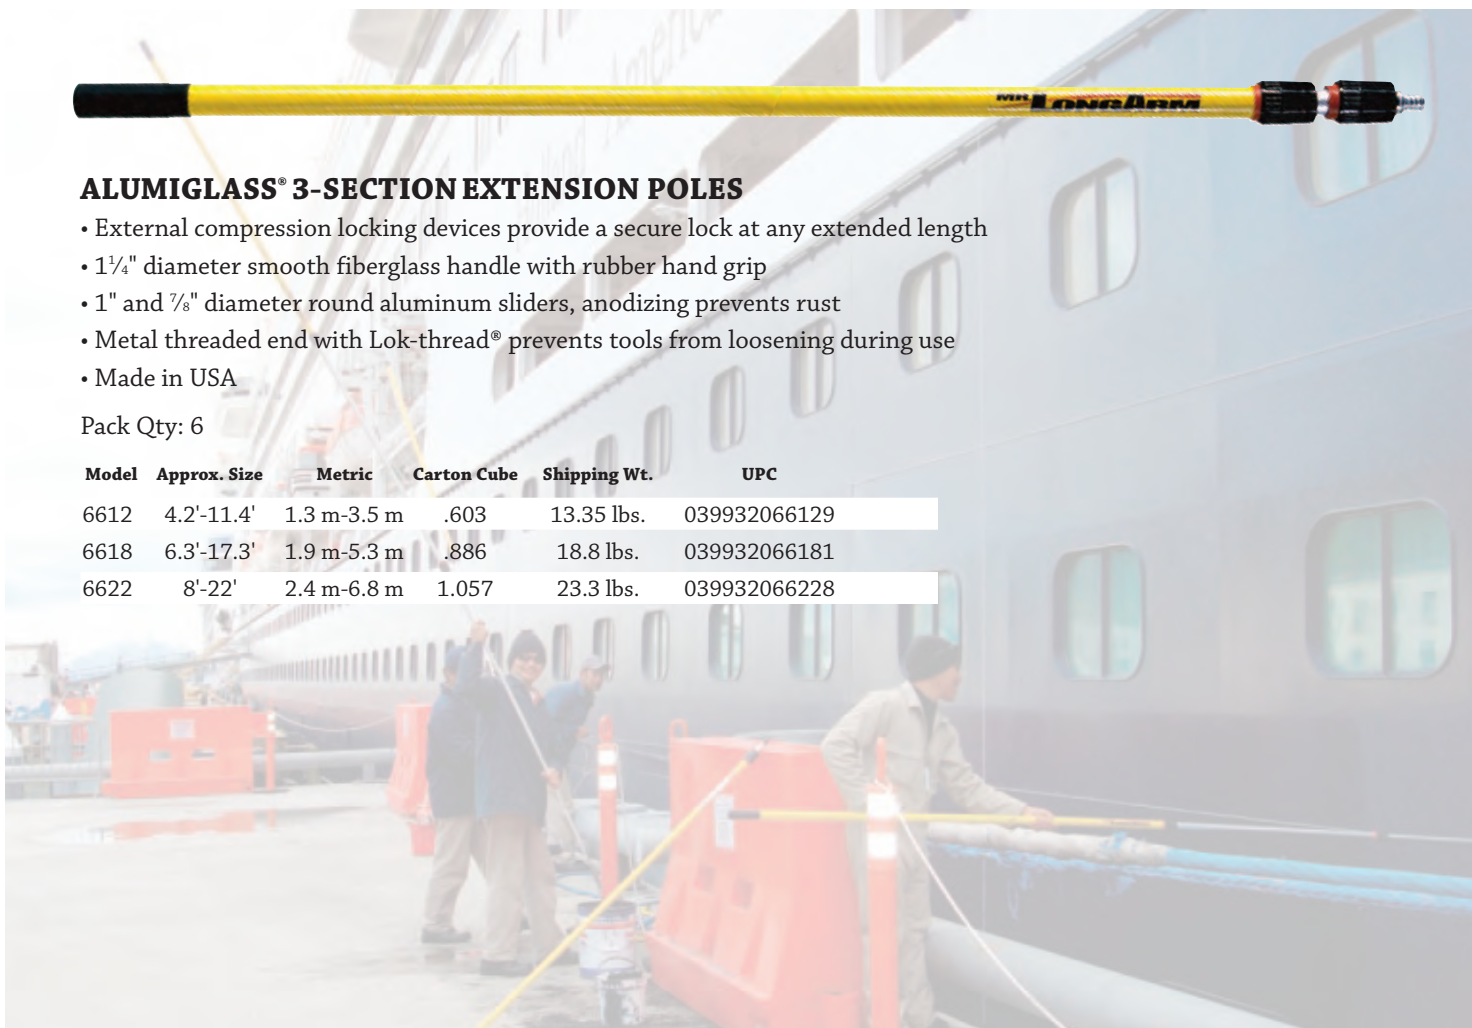 MR. LONGARM
ALUMIGLASS® 3-SECTION EXTENSION POLES
• External compression locking devices provide a secure lock at any extended length
• 1¼" diameter smooth fiberglass handle with rubber hand grip
• 1" and ⅞" diameter round aluminum sliders, anodizing prevents rust
• Metal threaded end with Lok-thread® prevents tools from loosening during use
• Made in USA
Pack Qty: 6
Model Approx. Size Metric Carton Cube Shipping Wt. UPC
6612 4.2'-11.4' 1.3 m-3.5 m .603 13.35 lbs. 039932066129
6618 6.3'-17.3' 1.9 m-5.3 m .886 18.8 lbs. 039932066181
6622 8'-22' 2.4 m-6.8 m 1.057 23.3 lbs. 039932066228